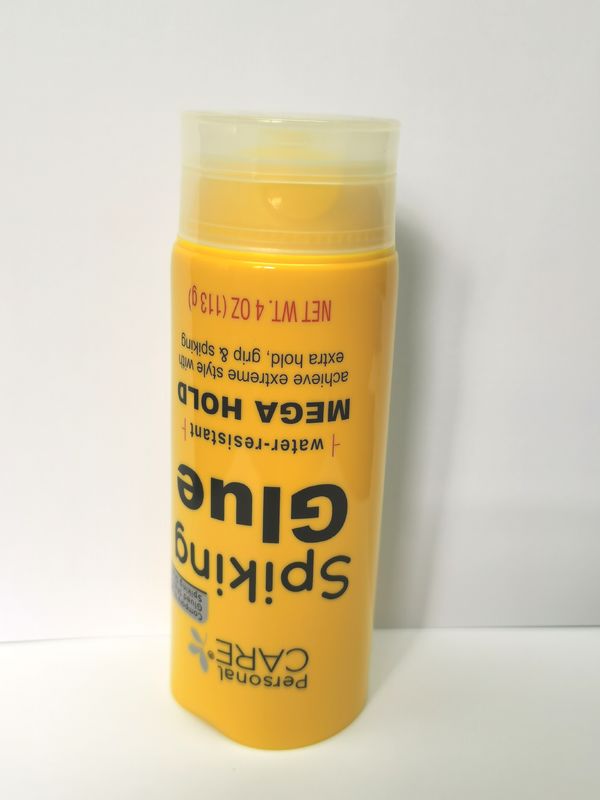 Personal
CARE®
Spiking
Glue
water-resistant
MEGA HOLD
achieve extreme style with
extra hold, grip & spiking
NET WT. 4 OZ (113 g)